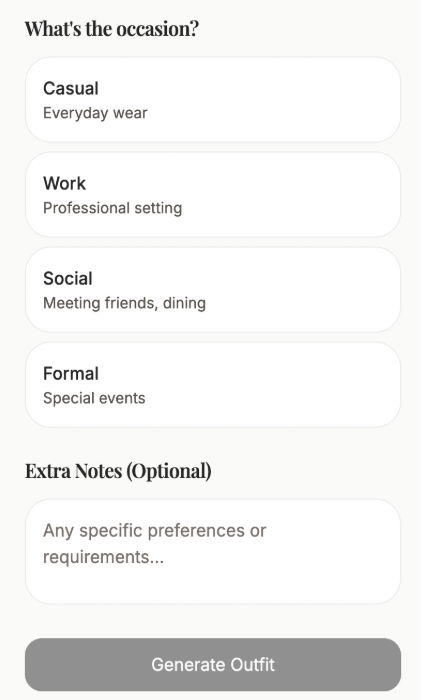 What's the occasion?
Casual
Everyday wear
Work
Professional setting
Social
Meeting friends, dining
Formal
Special events
Extra Notes (Optional)
Any specific preferences or
requirements...
Generate Outfit